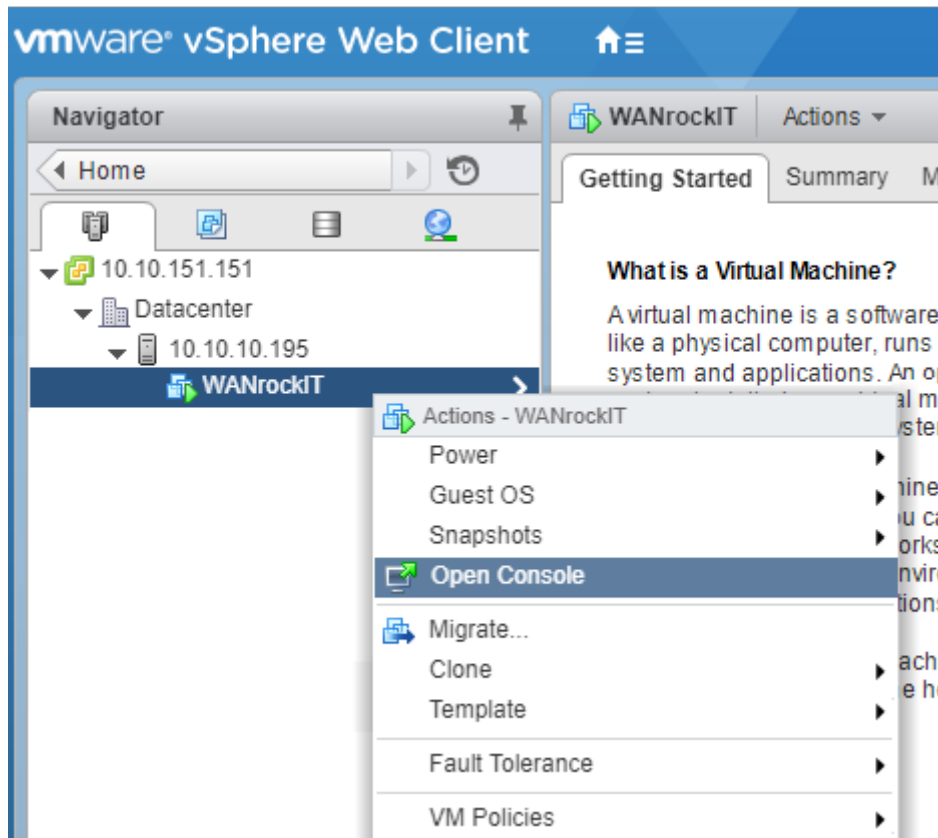 vmware® vSphere Web Client
Navigator
Home
10.10.151.151
Datacenter
10.10.10.195
WANrockIT
WANrockIT Actions
Getting Started Summary
What is a Virtual Machine?
A virtual machine is a software
like a physical computer, runs
system and applications. An
Actions - WANrockIT
Power
Guest OS
Snapshots
Open Console
Migrate...
Clone
Template
Fault Tolerance
VM Policies